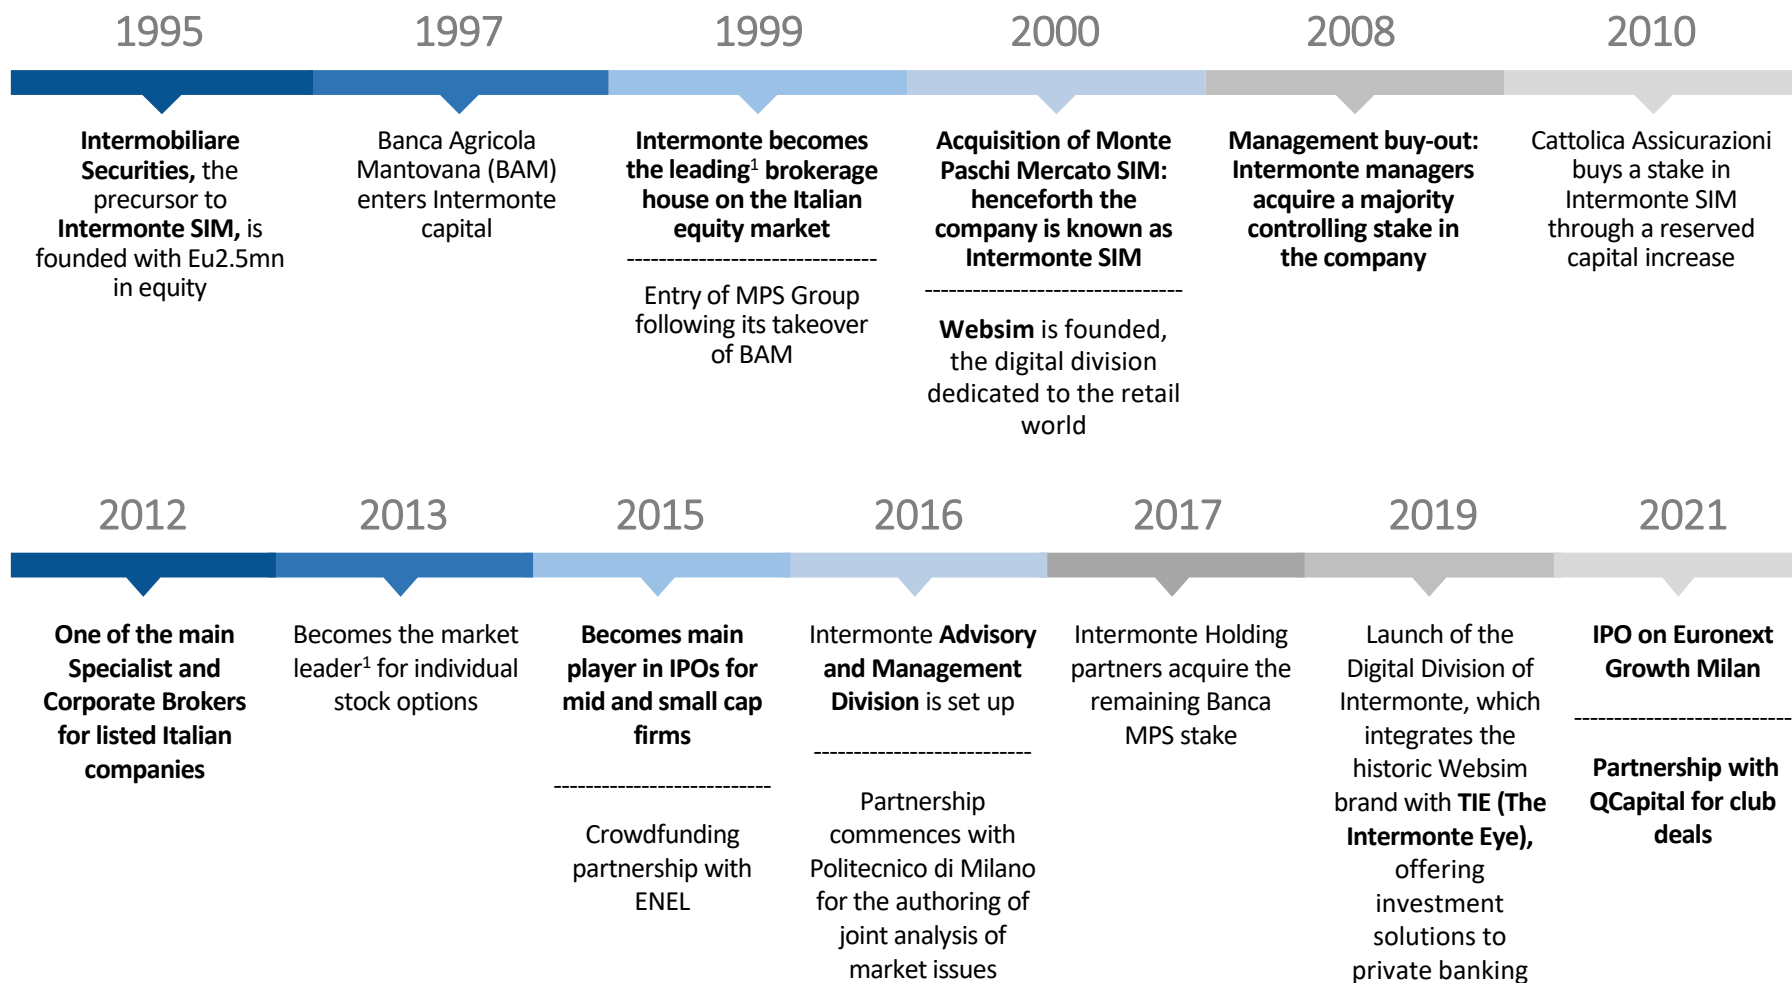 1995
Intermobiliare
Securities, the
precursor to
Intermonte SIM, is
founded with Eu2.5mn
in equity
1997
Banca Agricola
Mantovana (BAM)
enters Intermonte
capital
1999
Intermonte becomes
the leading1 brokerage
house on the Italian
equity market
-------------------------------
Entry of MPS Group
following its takeover
of BAM
2000
Acquisition of Monte
Paschi Mercato SIM:
henceforth the
company is known as
Intermonte SIM
--------------------------------
Websim is founded,
the digital division
dedicated to the retail
world
2008
Management buy-out:
Intermonte managers
acquire a majority
controlling stake in
the company
2010
Cattolica Assicurazioni
buys a stake in
Intermonte SIM
through a reserved
capital increase
2012
One of the main
Specialist and
Corporate Brokers
for listed Italian
companies
2013
Becomes the market
leader1 for individual
stock options
2015
Becomes main
player in IPOs for
mid and small cap
firms
---------------------------
Crowdfunding
partnership with
ENEL
2016
Intermonte Advisory
and Management
Division is set up
---------------------------
Partnership
commences with
Politecnico di Milano
for the authoring of
joint analysis of
market issues
2017
Intermonte Holding
partners acquire the
remaining Banca
MPS stake
2019
Launch of the
Digital Division of
Intermonte, which
integrates the
historic Websim
brand with TIE (The
Intermonte Eye),
offering
investment
solutions to
private banking
2021
IPO on Euronext
Growth Milan
---------------------------
Partnership with
QCapital for club
deals